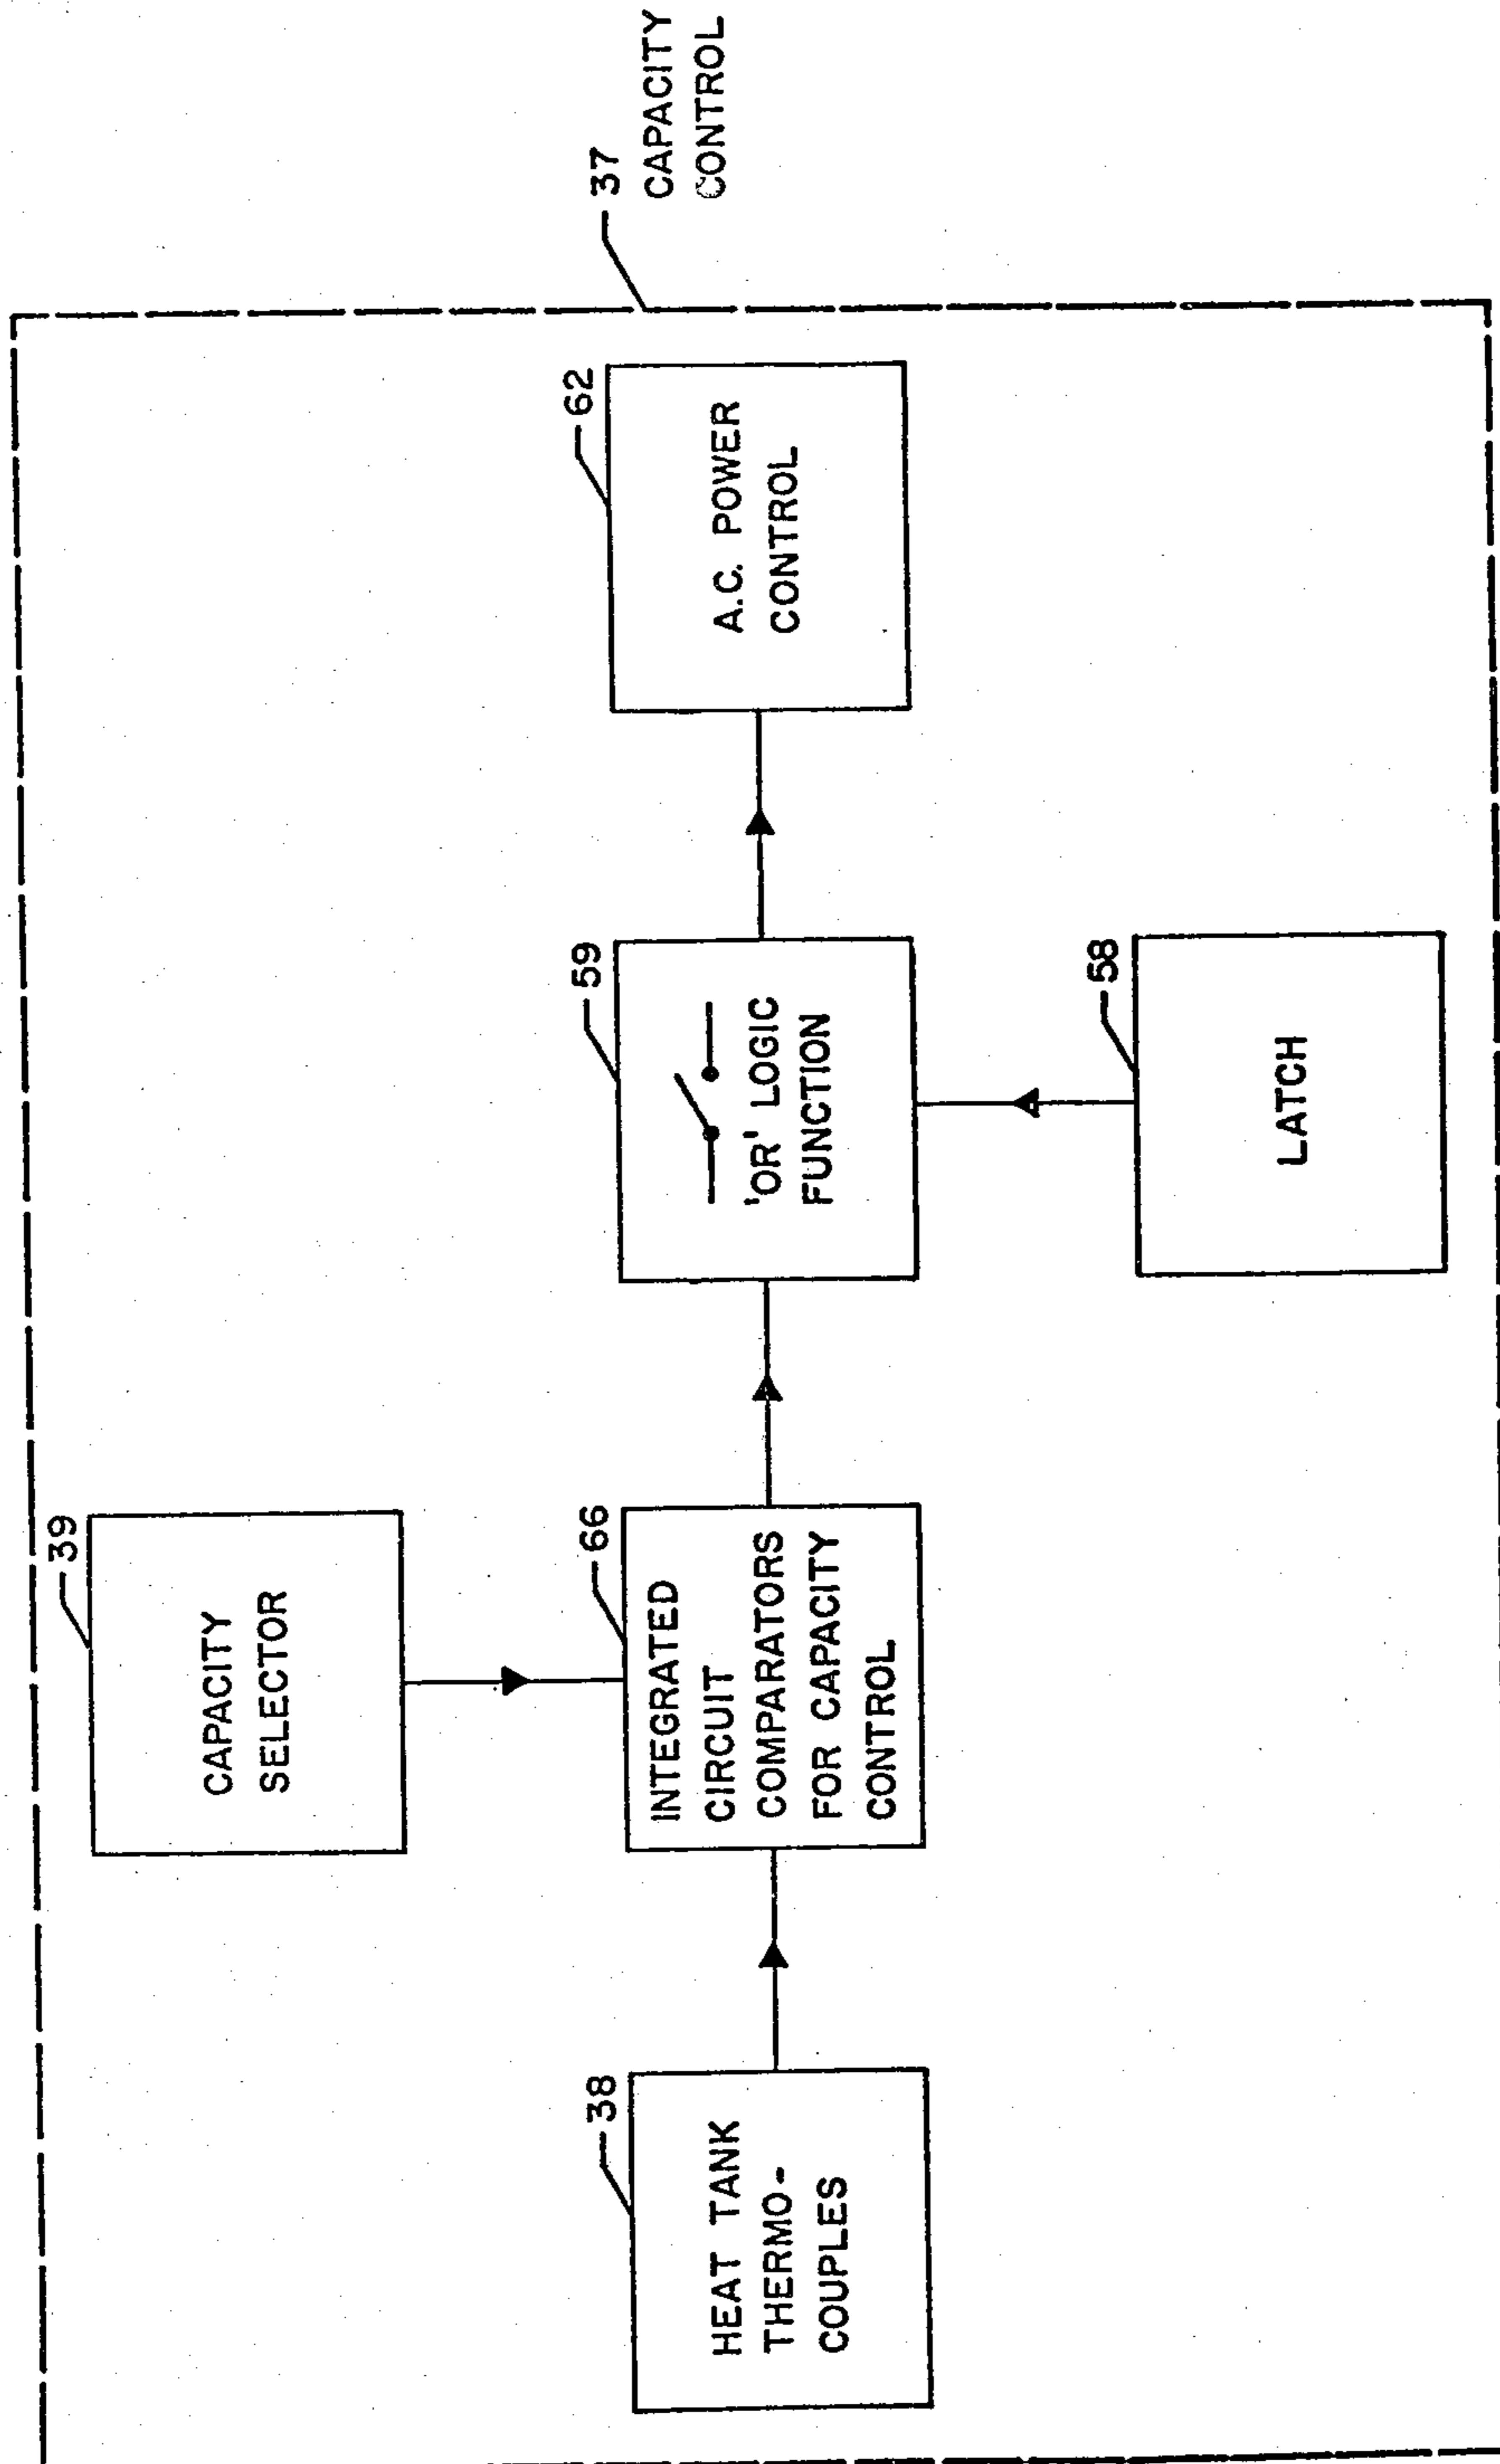 39
CAPACITY
SELECTOR
38
HEAT TANK
THERMO-
COUPLES
66
INTEGRATED
CIRCUIT
COMPARATORS
FOR CAPACITY
CONTROL
59
'OR' LOGIC
FUNCTION
62
A.C. POWER
CONTROL
37
CAPACITY
CONTROL
58
LATCH